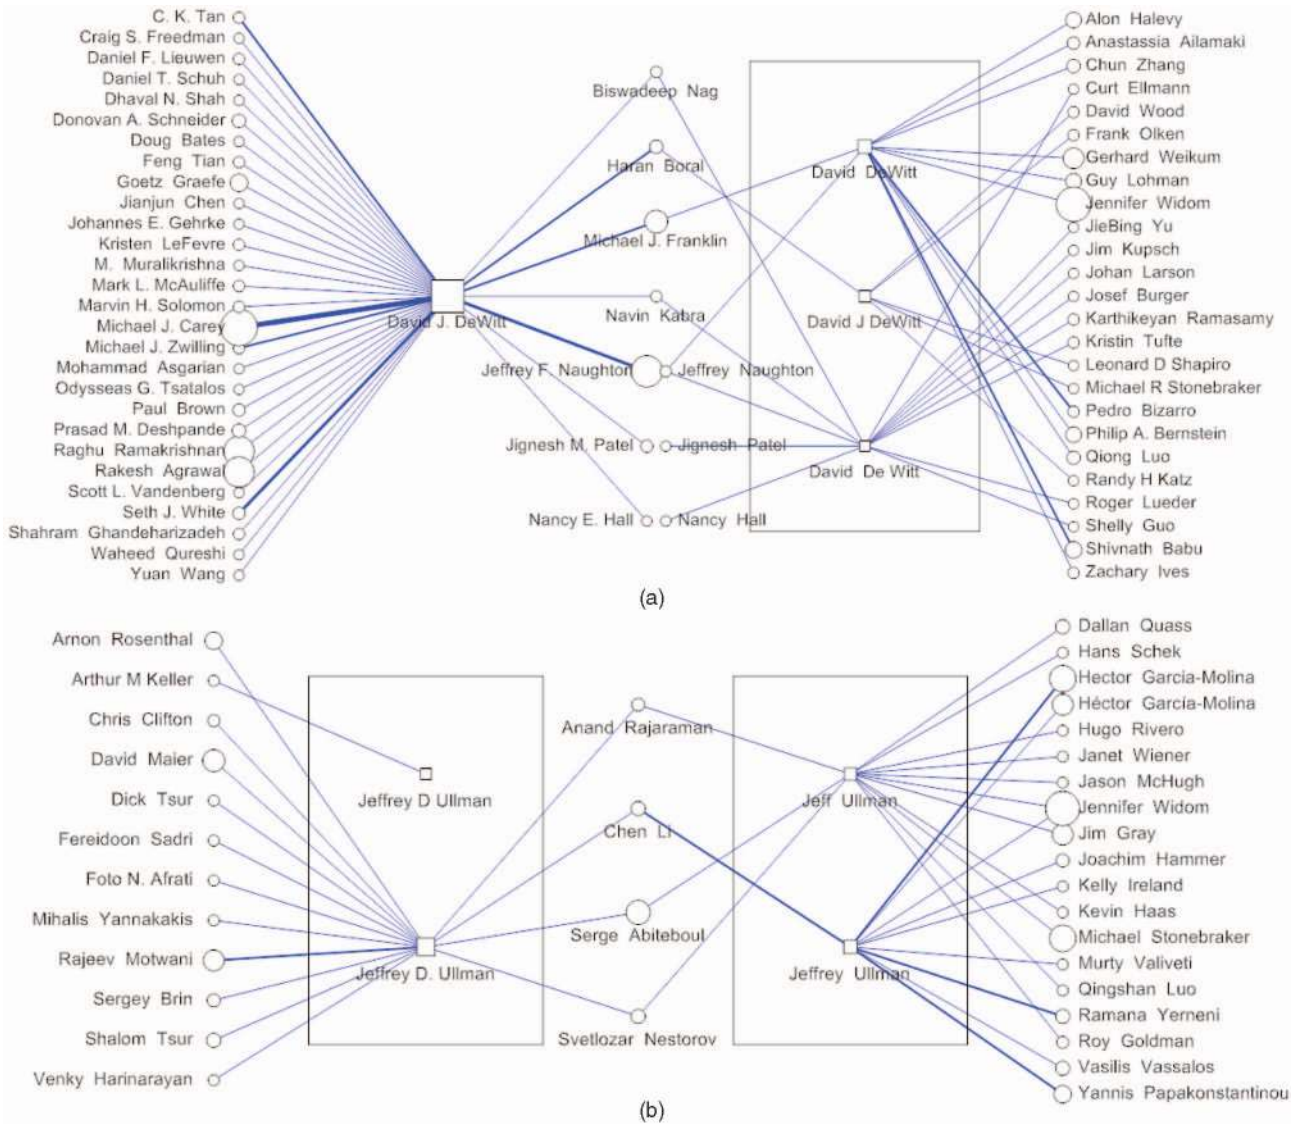 C. K. Tan
Craig S. Freedman
Daniel F. Lieuwen
Daniel T. Schuh
Dhaval N. Shah
Donovan A. Schneider
Doug Bates
Feng Tian
Goetz Graefe
Jianjun Chen
Johannes E. Gehrke
Kristen LeFevre
M. Muralikrishna
Mark L. McAuliffe
Marvin H. Solomon
Michael J. Carey
Michael J. Zwilling
Mohammad Asgarian
Odysseas G. Tsatalos
Paul Brown
Prasad M. Deshpande
Raghu Ramakrishnan
Rakesh Agrawal
Scott L. Vandenberg
Seth J. White
Shahram Ghandeharizadeh
Waheed Qureshi
Yuan Wang
David J. DeWitt
Biswadeep Nag
Haran Boral
Michael J. Franklin
Navin Kabra
Jeffrey F. Naughton
Jeffrey Naughton
Jignesh M. Patel
Jignesh Patel
Nancy E. Hall
Nancy Hall
David DeWitt
David J DeWitt
David De Witt
Alon Halevy
Anastassia Ailamaki
Chun Zhang
Curt Ellmann
David Wood
Frank Olken
Gerhard Weikum
Guy Lohman
Jennifer Widom
JieBing Yu
Jim Kupsch
Johan Larson
Josef Burger
Karthikeyan Ramasamy
Kristin Tufte
Leonard D Shapiro
Michael R Stonebraker
Pedro Bizarro
Philip A. Bernstein
Qiong Luo
Randy H Katz
Roger Lueder
Shelly Guo
Shivnath Babu
Zachary Ives
(a)
Arnon Rosenthal
Arthur M Keller
Chris Clifton
David Maier
Dick Tsur
Fereidoon Sadri
Foto N. Afrati
Mihalis Yannakakis
Rajeev Motwani
Sergey Brin
Shalom Tsur
Venky Harinarayan
Jeffrey D Ullman
Jeffrey D. Ullman
Anand Rajaraman
Chen Li
Serge Abiteboul
Svetlozar Nestorov
Jeff Ullman
Jeffrey Ullman
Dallan Quass
Hans Schek
Hector Garcia-Molina
Héctor García-Molina
Hugo Rivero
Janet Wiener
Jason McHugh
Jennifer Widom
Jim Gray
Joachim Hammer
Kelly Ireland
Kevin Haas
Michael Stonebraker
Murty Valiveti
Qingshan Luo
Ramana Yerneni
Roy Goldman
Vasilis Vassalos
Yannis Papakonstantinou
(b)